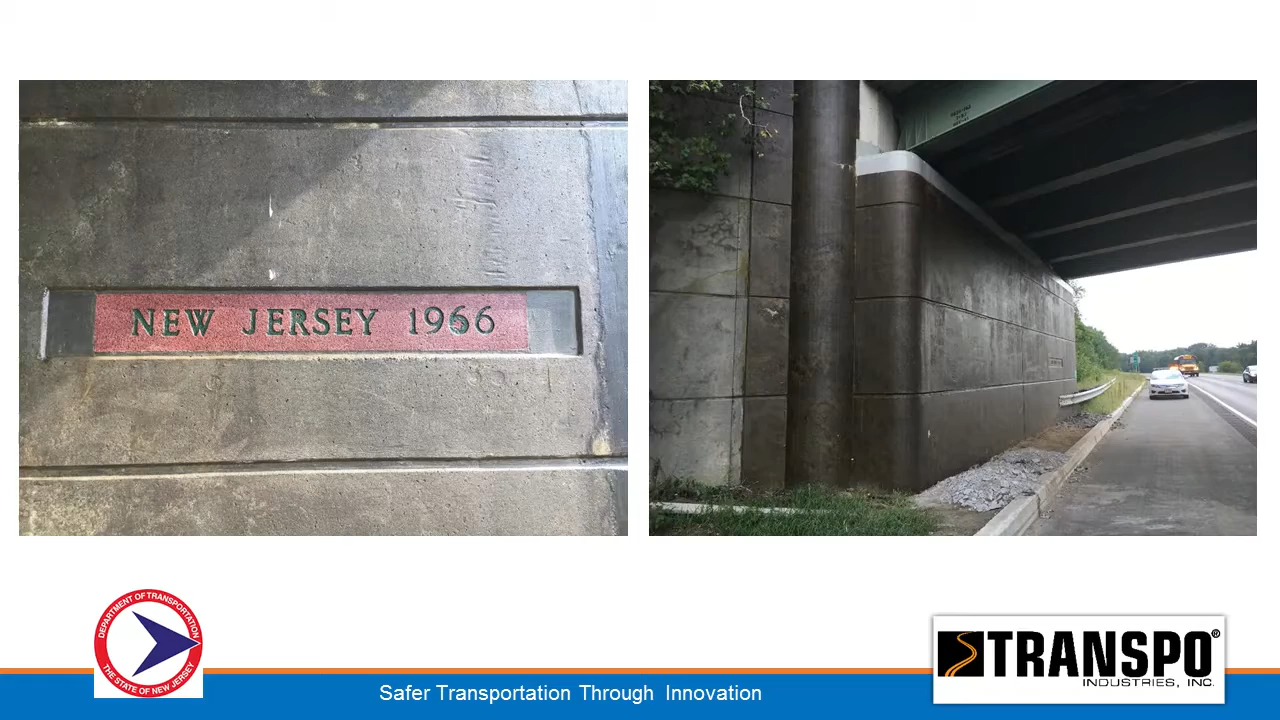 NEW JERSEY 1966
DEPARTMENT OF TRANSPORTATION
THE STATE OF NEW JERSEY
Safer Transportation Through Innovation
TRANSPO®
INDUSTRIES, INC.